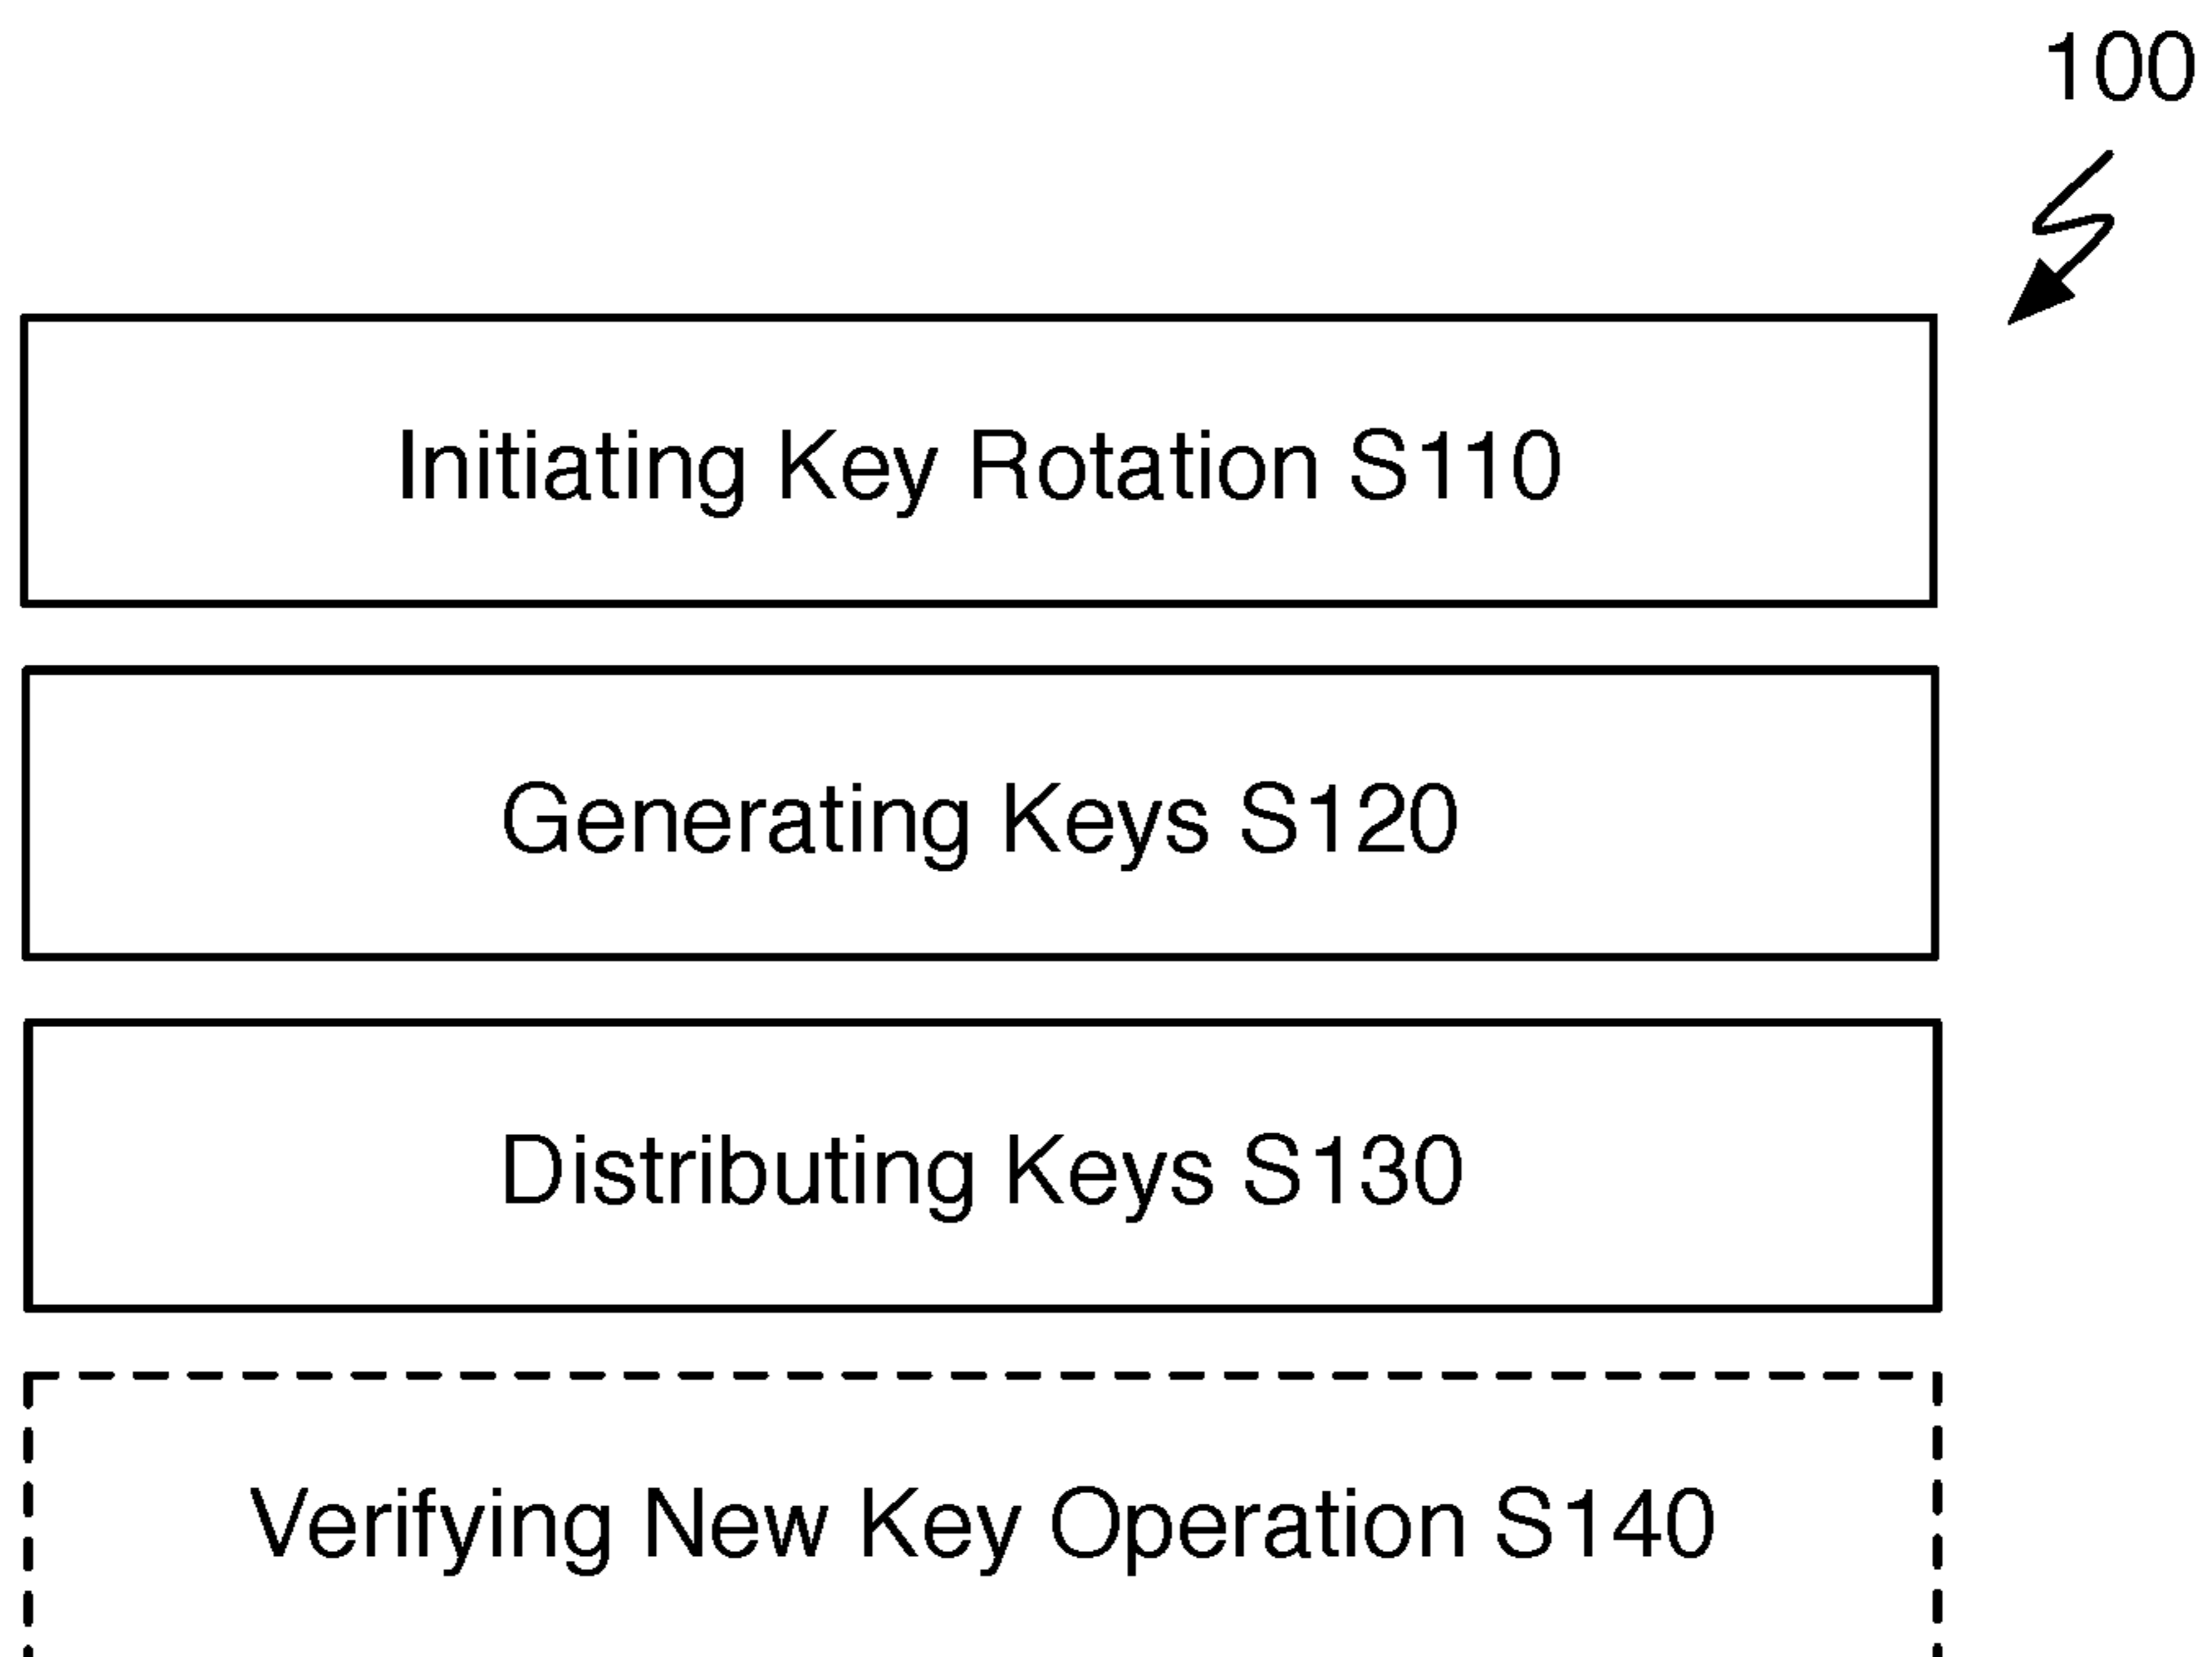 100
Initiating Key Rotation S110
Generating Keys S120
Distributing Keys S130
Verifying New Key Operation S140